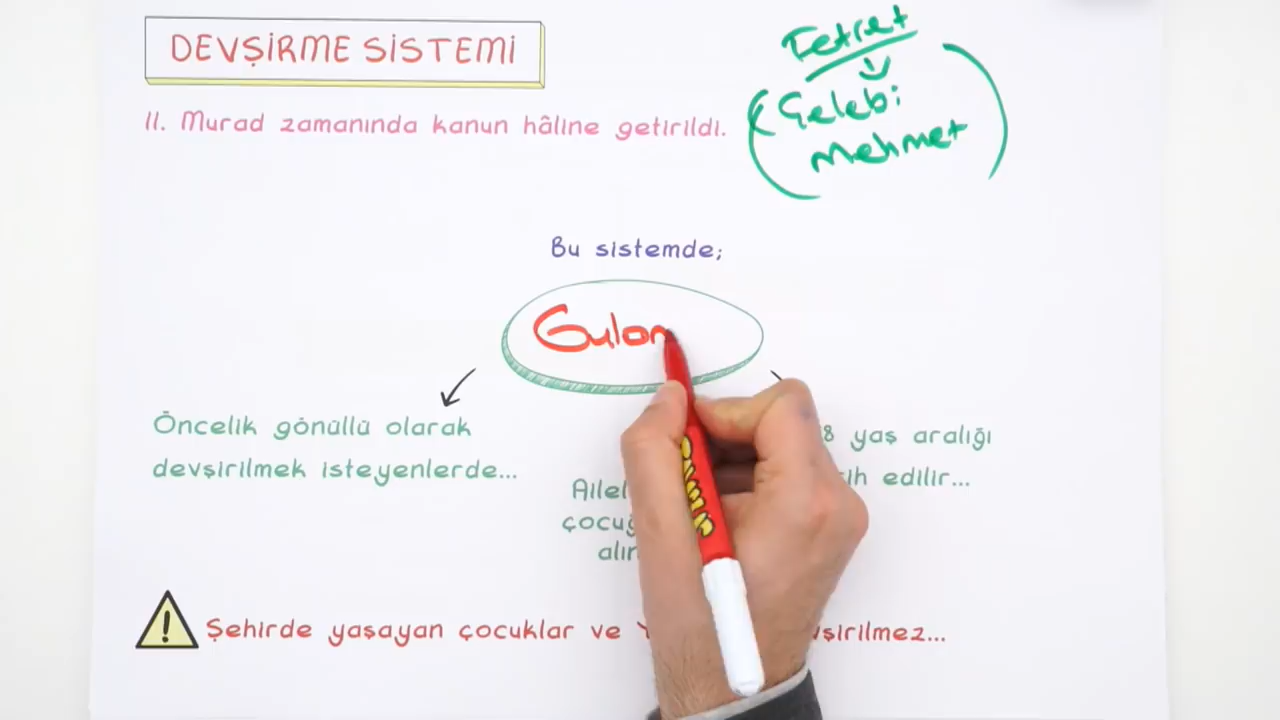 DEVŞİRME SİSTEMİ
Fetret
Çelebi
Mehmet
II. Murad zamanında kanun hâline getirildi.
Bu sistemde;
Gulam
Öncelik gönüllü olarak
devşirilmek isteyenlerde...
8 yaş aralığı
edilir...
Şehirde yaşayan çocuklar ve